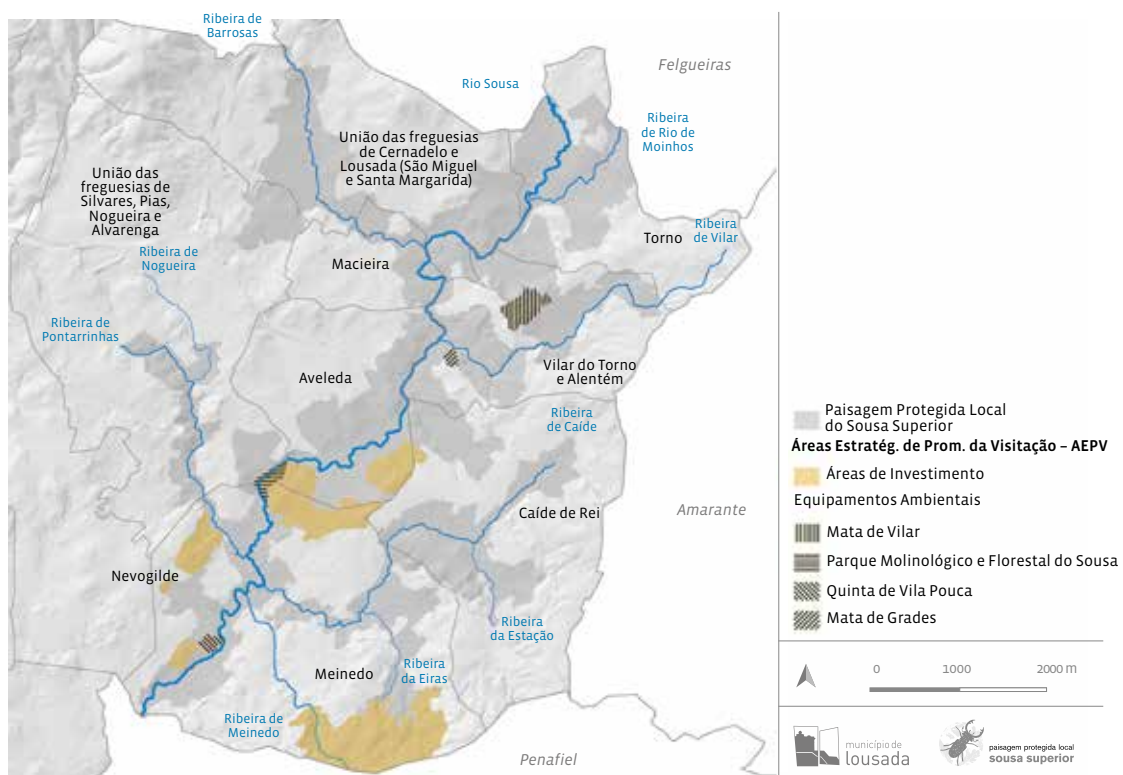 Ribeira de
Barrosas
Rio Sousa
Felgueiras
Ribeira
de Rio de
Moinhos
União das freguesias
de Cernadelo e
Lousada (São Miguel
e Santa Margarida)
União das
freguesias de
Silvares, Pias,
Nogueira e
Alvarenga
Ribeira
de Vilar
Torno
Ribeira de
Nogueira
Macieira
Ribeira de
Pontarrinhas
Aveleda
Vilar do Torno
e Alentém
Ribeira
de Caíde
Caíde de Rei
Amarante
Nevogilde
Ribeira
da Estação
Meinedo
Ribeira
da Eiras
Ribeira de
Meinedo
Penafiel
Paisagem Protegida Local
do Sousa Superior
Áreas Estratég. de Prom. da Visitação – AEPV
Áreas de Investimento
Equipamentos Ambientais
Mata de Vilar
Parque Molinológico e Florestal do Sousa
Quinta de Vila Pouca
Mata de Grades
0 1000 2000 m
município de
lousada
paisagem protegida local
sousa superior